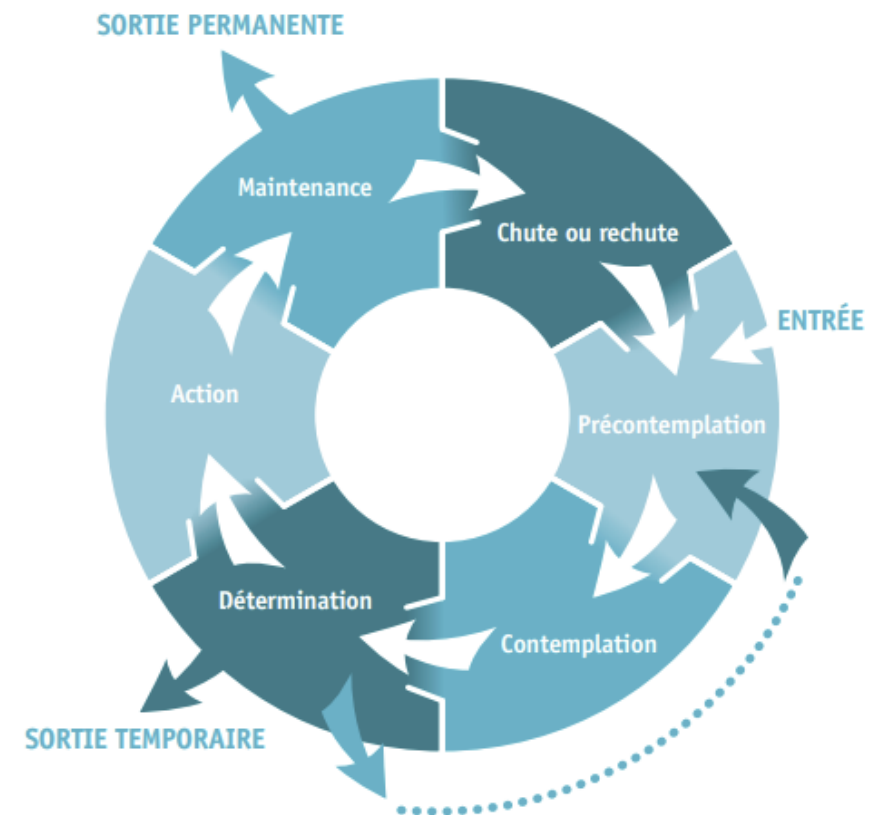 SORTIE PERMANENTE
Maintenance
Chute ou rechute
ENTRÉE
Action
Précontemplation
Détermination
Contemplation
SORTIE TEMPORAIRE